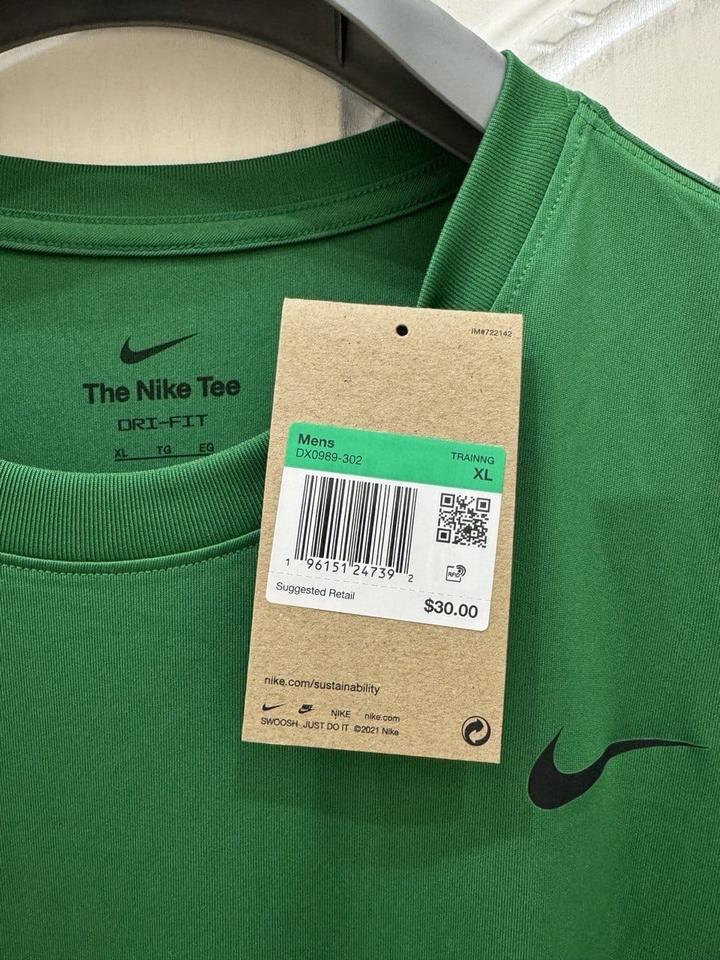 The Nike Tee
DRI-FIT
XL TG EG
IM#722142
Mens
DX0989-302
TRAINNG
XL
1 96151 24739 2
RFID
Suggested Retail
$30.00
nike.com/sustainability
NIKE nike.com
SWOOSH JUST DO IT ©2021 Nike